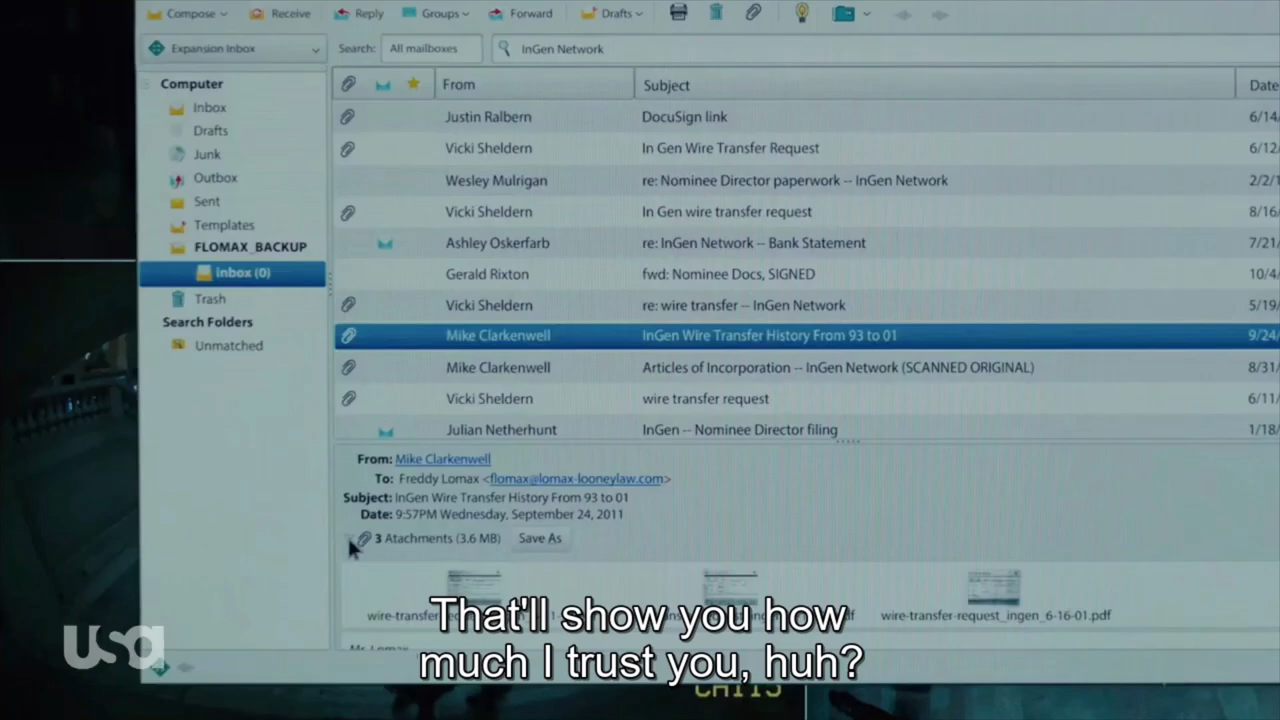 Compose Receive Reply Groups Forward Drafts
Expansion Inbox Search: All mailboxes InGen Network
Computer
Inbox
Drafts
Junk
Outbox
Sent
Templates
FLOMAX_BACKUP
inbox (0)
Trash
Search Folders
Unmatched
From Subject Date
Justin Ralbern DocuSign link 6/14/
Vicki Sheldern In Gen Wire Transfer Request 6/12/
Wesley Mulrigan re: Nominee Director paperwork -- InGen Network 2/2/1
Vicki Sheldern In Gen wire transfer request 8/16/
Ashley Oskerfarb re: InGen Network -- Bank Statement 7/21/
Gerald Rixton fwd: Nominee Docs, SIGNED 10/4/
Vicki Sheldern re: wire transfer -- InGen Network 5/19/
Mike Clarkenwell InGen Wire Transfer History From 93 to 01 9/24/
Mike Clarkenwell Articles of Incorporation -- InGen Network (SCANNED ORIGINAL) 8/31/
Vicki Sheldern wire transfer request 6/11/
Julian Netherhunt InGen -- Nominee Director filing 1/18/
From: Mike Clarkenwell
To: Freddy Lomax <flomax@lomax-looneylaw.com>
Subject: InGen Wire Transfer History From 93 to 01
Date: 9:57PM Wednesday, September 24, 2011
3 Atachments (3.6 MB) Save As
wire-transfer wire-transfer-request_ingen_6-16-01.pdf
That'll show you how
much I trust you, huh?
usa